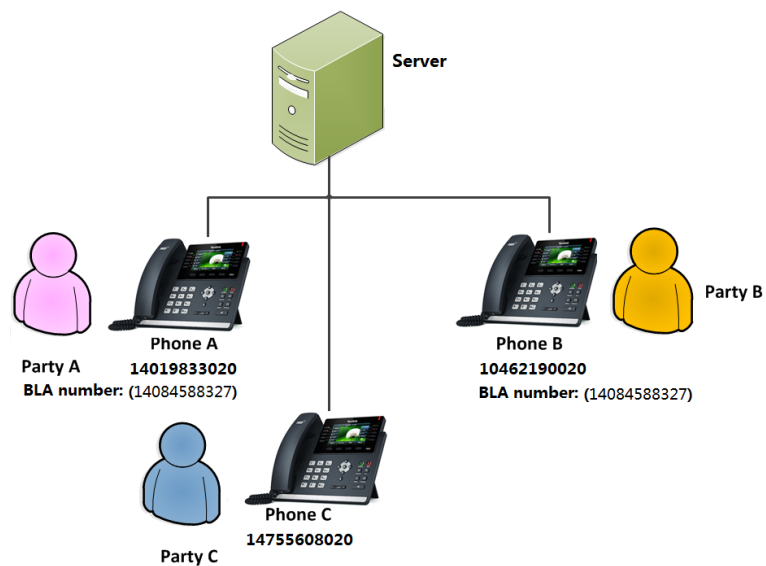 Server
Party B
Phone A
14019833020
Party A
BLA number: (14084588327)
Phone B
10462190020
BLA number: (14084588327)
Phone C
14755608020
Party C